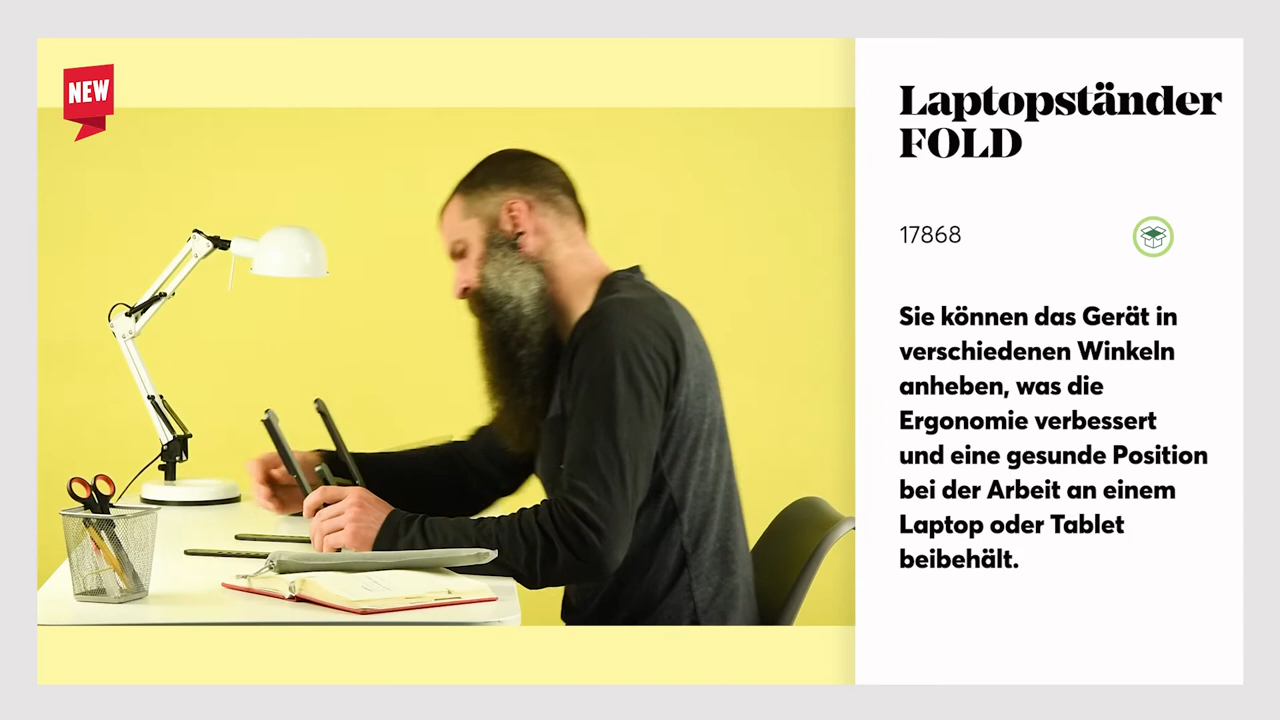 NEW
Laptopständer
FOLD
17868
Sie können das Gerät in
verschiedenen Winkeln
anheben, was die
Ergonomie verbessert
und eine gesunde Position
bei der Arbeit an einem
Laptop oder Tablet
beibehält.